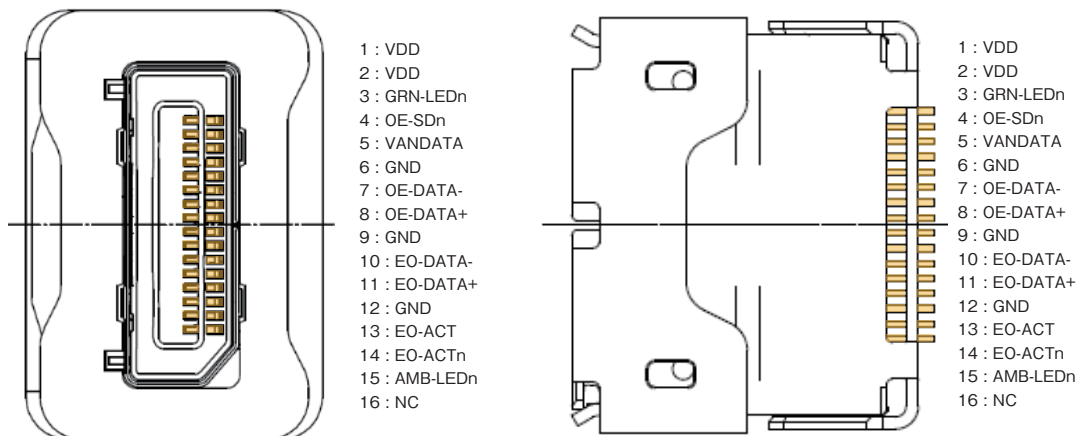 1 : VDD
2 : VDD
3 : GRN-LEDn
4 : OE-SDn
5 : VANDATA
6 : GND
7 : OE-DATA-
8 : OE-DATA+
9 : GND
10 : EO-DATA-
11 : EO-DATA+
12 : GND
13 : EO-ACT
14 : EO-ACTn
15 : AMB-LEDn
16 : NC
1 : VDD
2 : VDD
3 : GRN-LEDn
4 : OE-SDn
5 : VANDATA
6 : GND
7 : OE-DATA-
8 : OE-DATA+
9 : GND
10 : EO-DATA-
11 : EO-DATA+
12 : GND
13 : EO-ACT
14 : EO-ACTn
15 : AMB-LEDn
16 : NC